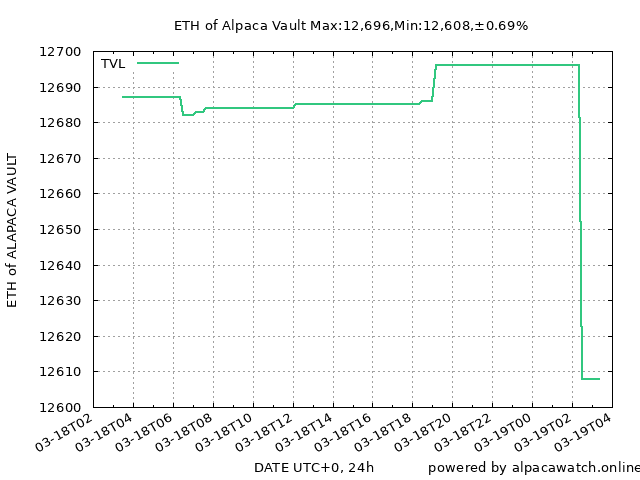 ETH of Alpaca Vault Max:12,696,Min:12,608,±0.69%
TVL
12700
12690
12680
12670
12660
12650
12640
12630
12620
12610
12600
ETH of ALAPACA VAULT
03-18T02
03-18T04
03-18T06
03-18T08
03-18T10
03-18T12
03-18T14
03-18T16
03-18T18
03-18T20
03-18T22
03-19T00
03-19T02
03-19T04
DATE UTC+0, 24h
powered by alpacawatch.online